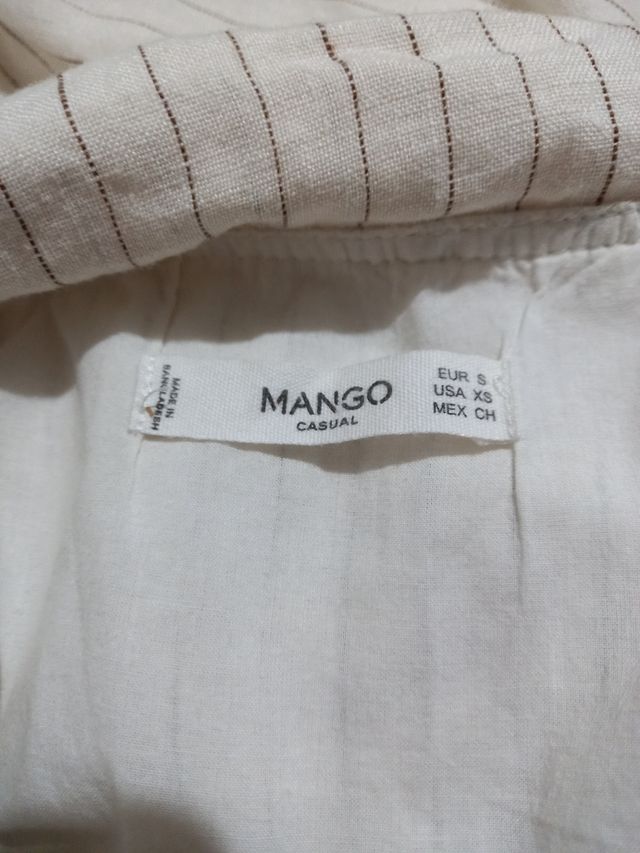 MADE IN
BANGLADESH
MANGO
CASUAL
EUR S
USA XS
MEX CH